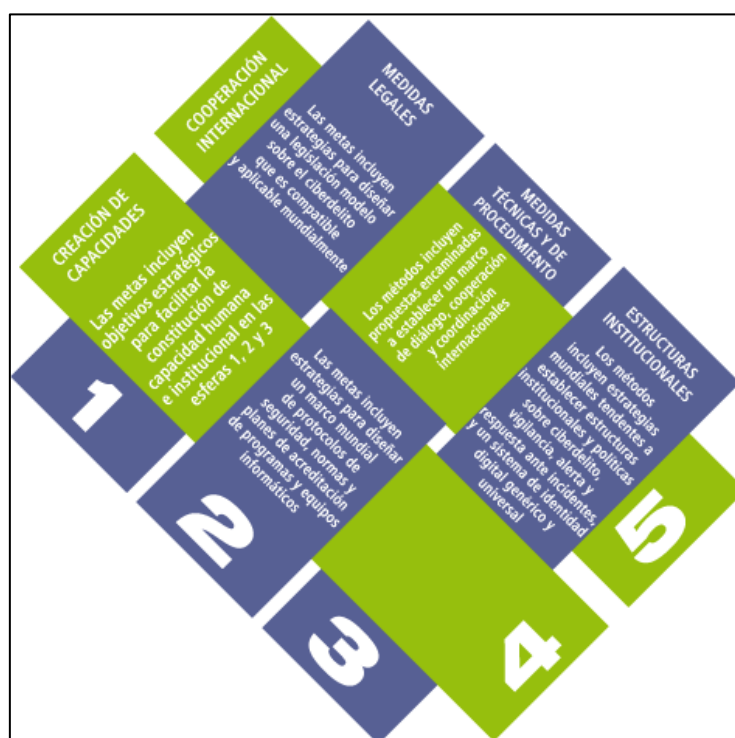 COOPERACIÓN
INTERNACIONAL
MEDIDAS
LEGALES
Las metas incluyen
estrategias para diseñar
una legislación modelo
sobre el ciberdelito
que es compatible
y aplicable mundialmente
CREACIÓN DE
CAPACIDADES
Las metas incluyen
objetivos estratégicos
para facilitar la
constitución de
capacidad humana
e institucional en las
esferas 1, 2 y 3
MEDIDAS
TÉCNICAS Y DE
PROCEDIMIENTO
Los métodos incluyen
propuestas encaminadas
a establecer un marco
de diálogo, cooperación
y coordinación
internacionales
ESTRUCTURAS
INSTITUCIONALES
Los métodos
incluyen estrategias
mundiales tendentes a
establecer estructuras
institucionales y políticas
sobre ciberdelito,
vigilancia, alerta y
respuesta ante incidentes,
y un sistema de identidad
digital genérico y
universal
Las metas incluyen
estrategias para diseñar
un marco mundial
de protocolos de
seguridad, normas y
planes de acreditación
de programas y equipos
informáticos
1
2
3
4
5